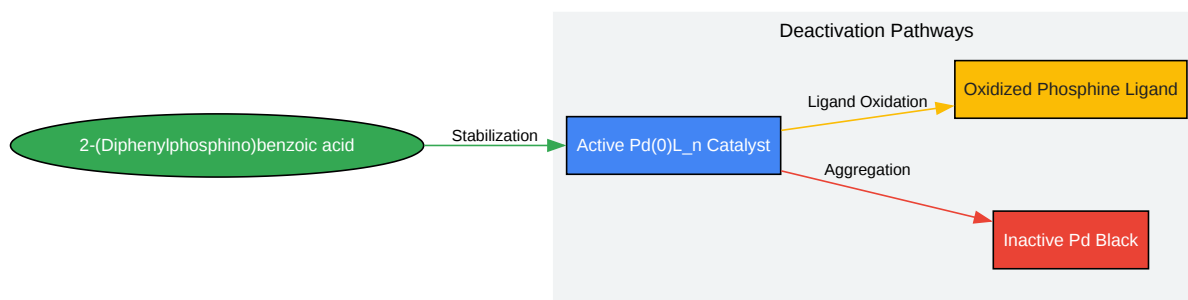 Deactivation Pathways
2-(Diphenylphosphino)benzoic acid
Stabilization
Active Pd(0)L_n Catalyst
Ligand Oxidation
Oxidized Phosphine Ligand
Aggregation
Inactive Pd Black